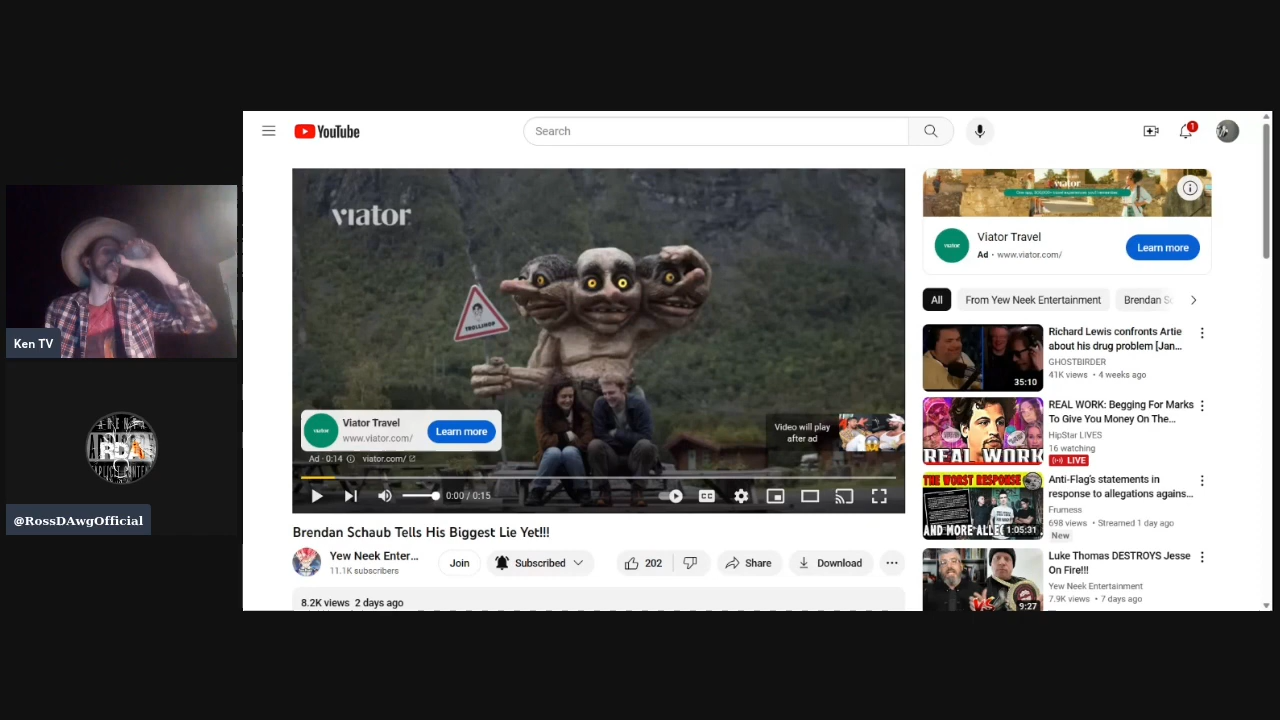 YouTube
Search
1
viator
TROLLHOP
Viator Travel
www.viator.com/
Learn more
Ad · 0:14
viator.com/
Video will play
after ad
0:00 / 0:15
CC
Brendan Schaub Tells His Biggest Lie Yet!!!
Yew Neek Enter...
11.1K subscribers
Join
Subscribed
202
Share
Download
8.2K views 2 days ago
viator
Viator Travel
Ad · www.viator.com/
Learn more
All
From Yew Neek Entertainment
Richard Lewis confronts Artie
about his drug problem [Jan...
GHOSTBIRDER
41K views • 4 weeks ago
35:10
REAL WORK: Begging For Marks
To Give You Money On The...
HipStar LIVES
16 watching
LIVE
REAL WORK
Anti-Flag's statements in
response to allegations agains...
Frumess
698 views • Streamed 1 day ago
New
THE WORST RESPONSE
AND MORE ALLE
1:05:31
Luke Thomas DESTROYS Jesse
On Fire!!!
Yew Neek Entertainment
7.9K views • 7 days ago
VS
9:27
Ken TV
RDA
@RossDAwgOfficial